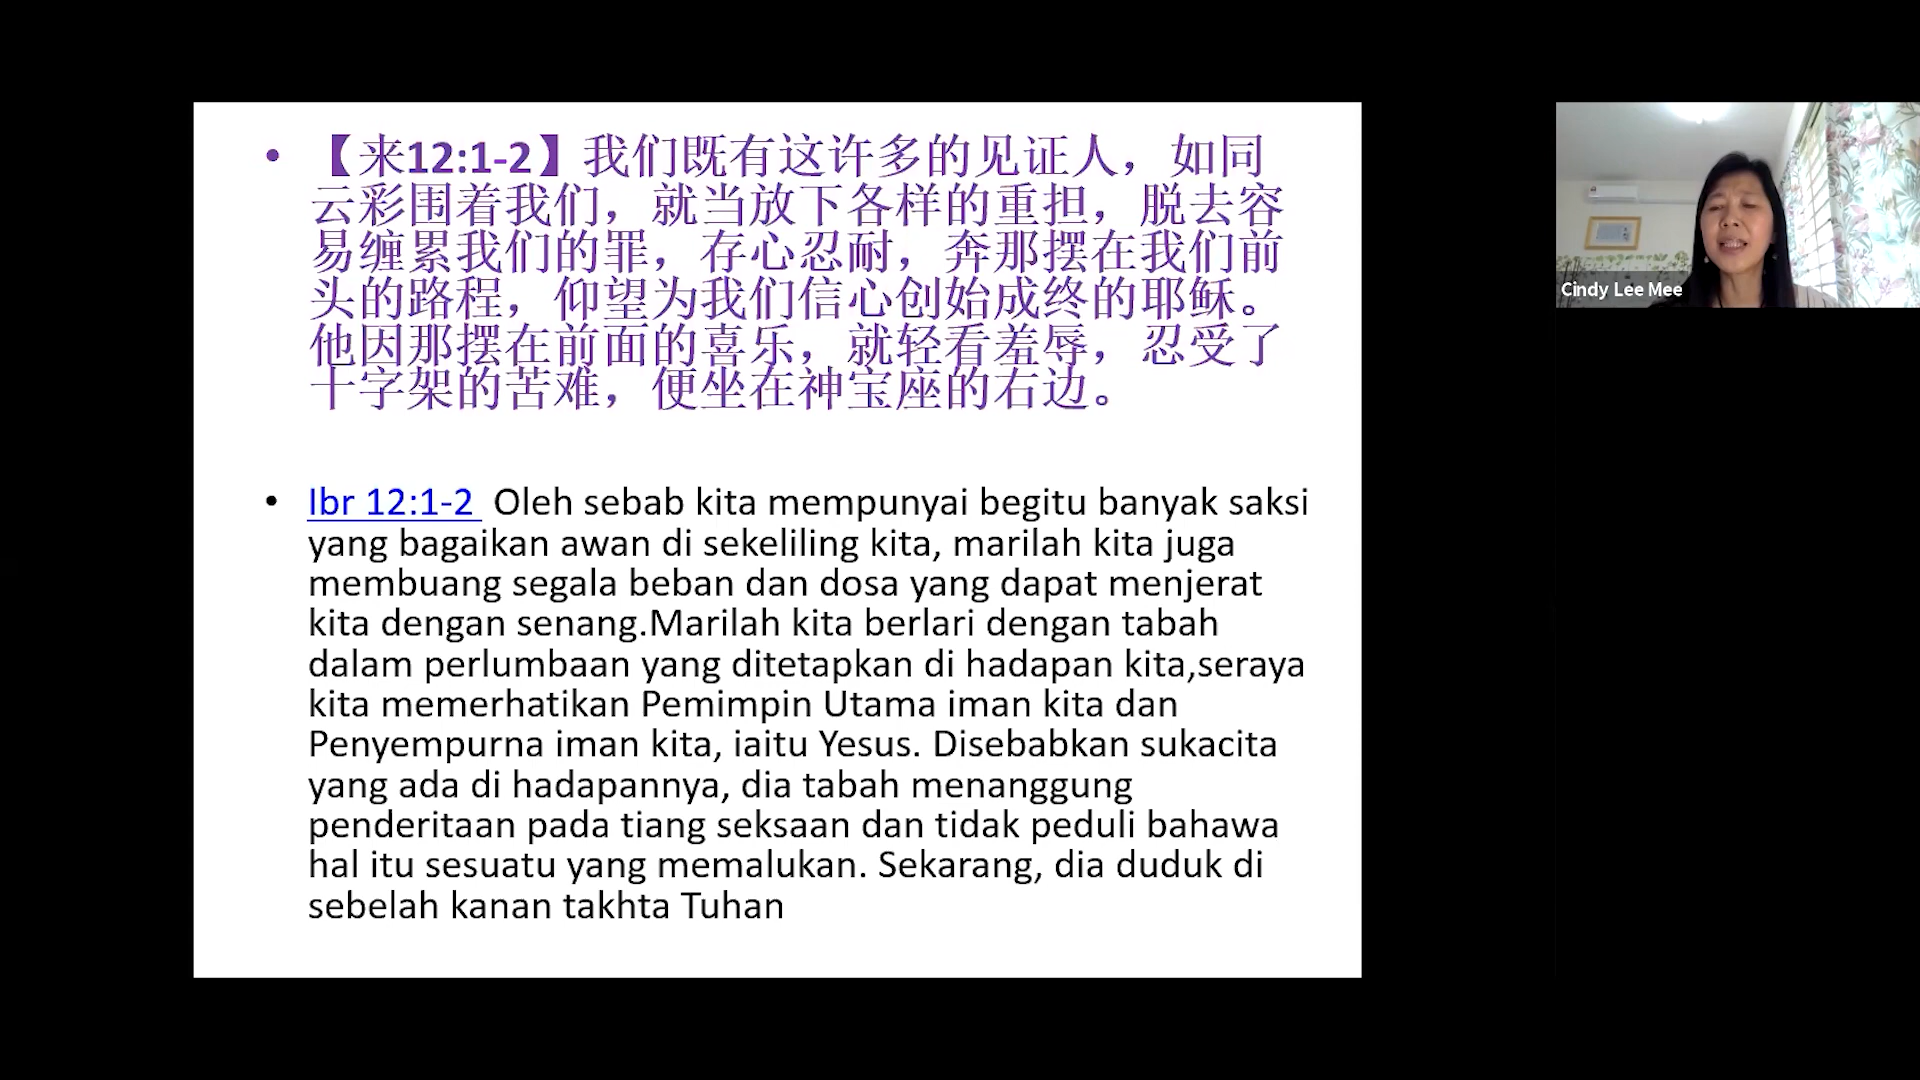 • 【来12:1-2】我们既有这许多的见证人，如同
云彩围着我们，就当放下各样的重担，脱去容
易缠累我们的罪，存心忍耐，奔那摆在我们前
头的路程，仰望为我们信心创始成终的耶稣。
他因那摆在前面的喜乐，就轻看羞辱，忍受了
十字架的苦难，便坐在神宝座的右边。
• Ibr 12:1-2 Oleh sebab kita mempunyai begitu banyak saksi
yang bagaikan awan di sekeliling kita, marilah kita juga
membuang segala beban dan dosa yang dapat menjerat
kita dengan senang.Marilah kita berlari dengan tabah
dalam perlumbaan yang ditetapkan di hadapan kita,seraya
kita memerhatikan Pemimpin Utama iman kita dan
Penyempurna iman kita, iaitu Yesus. Disebabkan sukacita
yang ada di hadapannya, dia tabah menanggung
penderitaan pada tiang seksaan dan tidak peduli bahawa
hal itu sesuatu yang memalukan. Sekarang, dia duduk di
sebelah kanan takhta Tuhan
Cindy Lee Mee